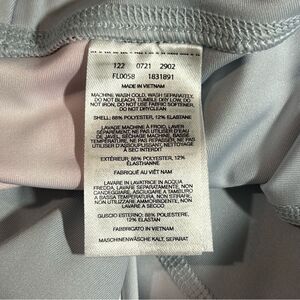 122 0721 2902
FL0058 1831891
MADE IN VIETNAM
MACHINE WASH COLD, WASH SEPARATELY,
DO NOT BLEACH, TUMBLE DRY LOW, DO
NOT IRON, DO NOT USE FABRIC SOFTENER,
DO NOT DRY CLEAN
SHELL: 88% POLYESTER, 12% ELASTANE
LAVAGE MACHINE À FROID, LAVER
SÉPARÉMENT, NE PAS UTILISER DE
JAVEL, SÉCHAGE MACHINE BASSE
TEMPÉRATURE, NE PAS REPASSER, NE
PAS UTILISER D'ASSOUPLISSANT, NETTOYAGE
À SEC INTERDIT
EXTÉRIEUR: 88% POLYESTER, 12%
ÉLASTHANNE
FABRIQUÉ AU VIÊT NAM
LAVARE IN LAVATRICE IN ACQUA
FREDDA, LAVARE SEPARATAMENTE, NON
CANDEGGIARE, ASCIUGARE A TAMBURO
A BASSA TEMPERATURA, NON STIRARE,
NON USARE AMMORBIDENTE, NON
LAVARE A SECCO
GUSCIO ESTERNO: 88% POLIESTERE,
12% ELASTAN
FABBRICATO IN VIETNAM
MASCHINENWÄSCHE KALT, SEPARAT